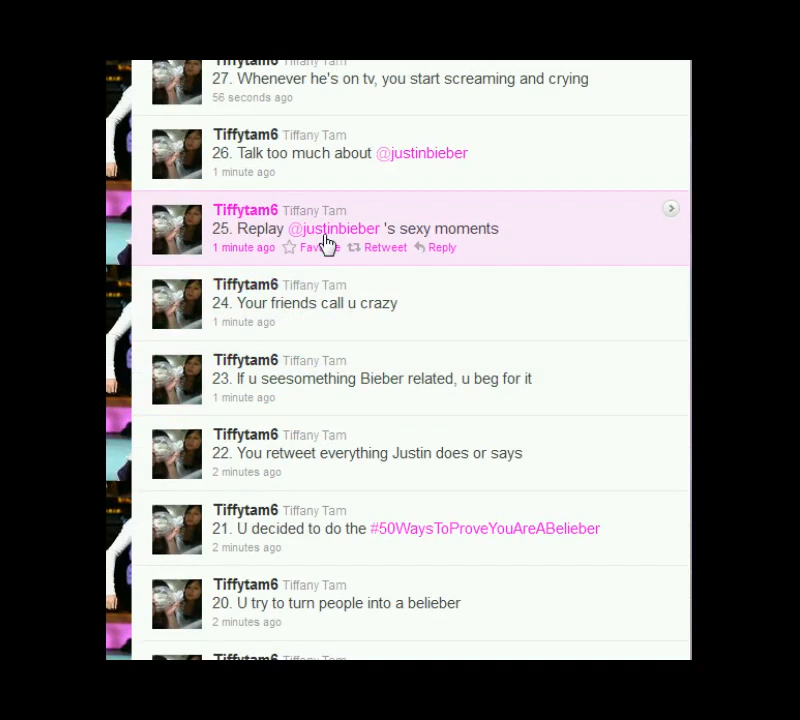 Tiffytam6 Tiffany Tam
27. Whenever he's on tv, you start screaming and crying
56 seconds ago
Tiffytam6 Tiffany Tam
26. Talk too much about @justinbieber
1 minute ago
Tiffytam6 Tiffany Tam
25. Replay @justinbieber 's sexy moments
1 minute ago Retweet Reply
Tiffytam6 Tiffany Tam
24. Your friends call u crazy
1 minute ago
Tiffytam6 Tiffany Tam
23. If u seesomething Bieber related, u beg for it
1 minute ago
Tiffytam6 Tiffany Tam
22. You retweet everything Justin does or says
2 minutes ago
Tiffytam6 Tiffany Tam
21. U decided to do the #50WaysToProveYouAreABelieber
2 minutes ago
Tiffytam6 Tiffany Tam
20. U try to turn people into a belieber
2 minutes ago
Tiffytam6 Tiffany Tam